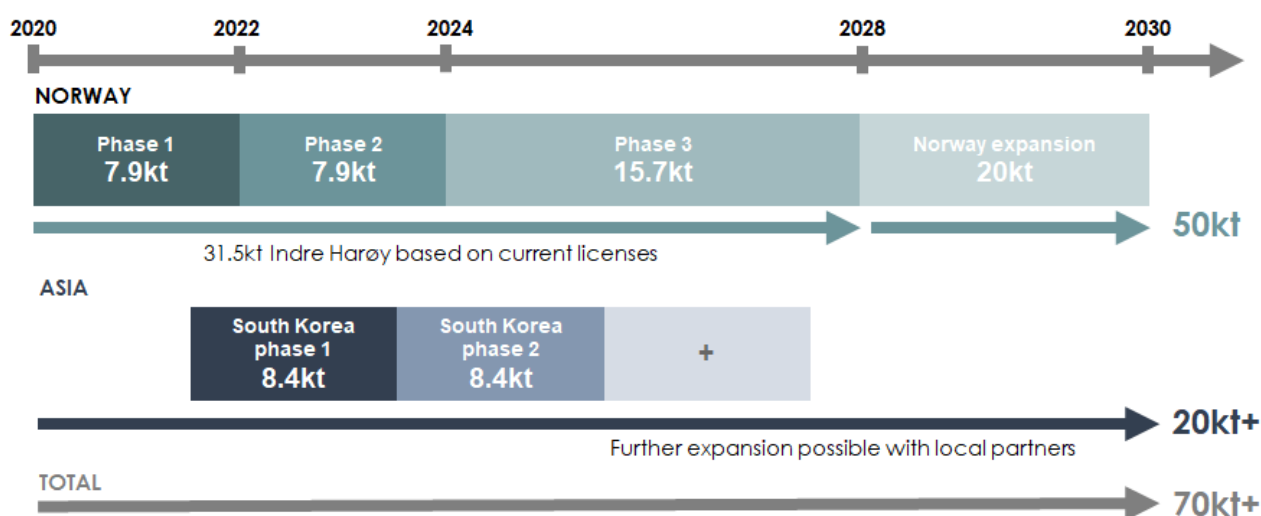 2020 2022 2024 2028 2030
NORWAY
Phase 1 Phase 2 Phase 3 Norway expansion
7.9kt 7.9kt 15.7kt 20kt
50kt
31.5kt Indre Harøy based on current licenses
ASIA
South Korea South Korea
phase 1 phase 2 +
8.4kt 8.4kt
20kt+
Further expansion possible with local partners
TOTAL
70kt+